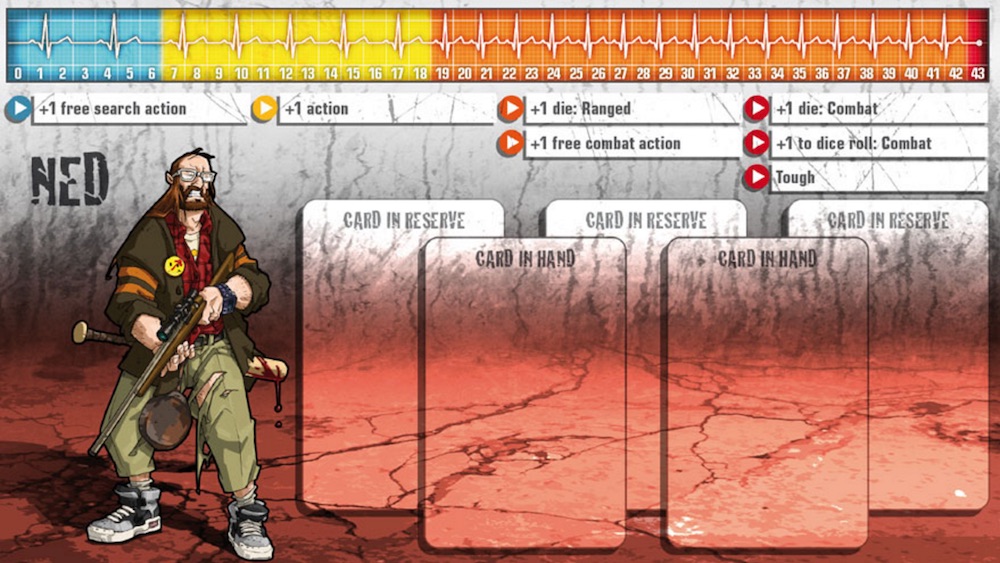 0 1 2 3 4 5 6 7 8 9 10 11 12 13 14 15 16 17 18 19 20 21 22 23 24 25 26 27 28 29 30 31 32 33 34 35 36 37 38 39 40 41 42 43
+1 free search action
+1 action
+1 die: Ranged
+1 die: Combat
+1 free combat action
+1 to dice roll: Combat
Tough
NED
CARD IN RESERVE
CARD IN RESERVE
CARD IN RESERVE
CARD IN HAND
CARD IN HAND